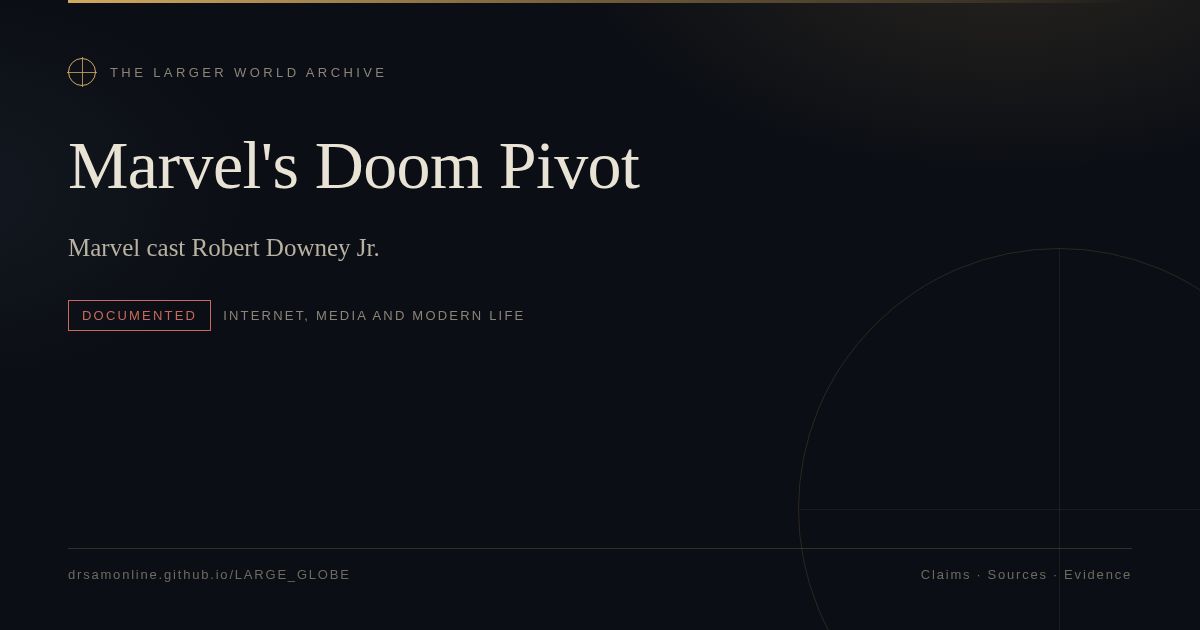 THE LARGER WORLD ARCHIVE
Marvel's Doom Pivot
Marvel cast Robert Downey Jr.
DOCUMENTED INTERNET, MEDIA AND MODERN LIFE
drsamonline.github.io/LARGE_GLOBE Claims · Sources · Evidence